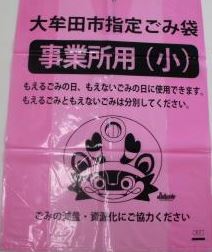 大牟田市指定ごみ袋
事業所用（小）
もえるごみの日、もえないごみの日に使用できます。
もえるごみともえないごみは分別してください。
ごみの減量・資源化にご協力ください